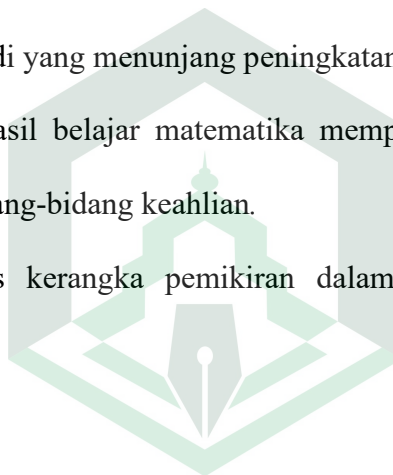 di yang menunjang peningkatan
asil belajar matematika memp
ang-bidang keahlian.
s kerangka pemikiran dalam